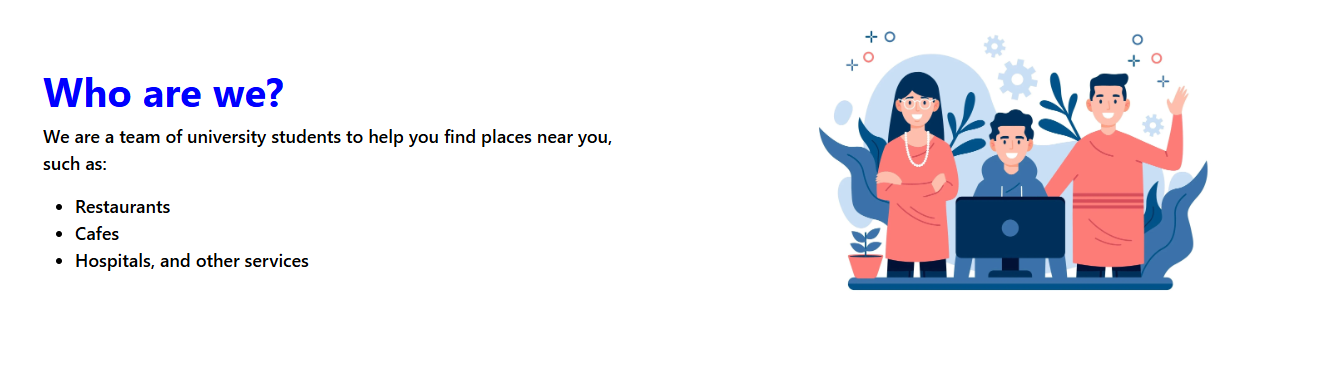 Who are we?
We are a team of university students to help you find places near you,
such as:
• Restaurants
• Cafes
• Hospitals, and other services